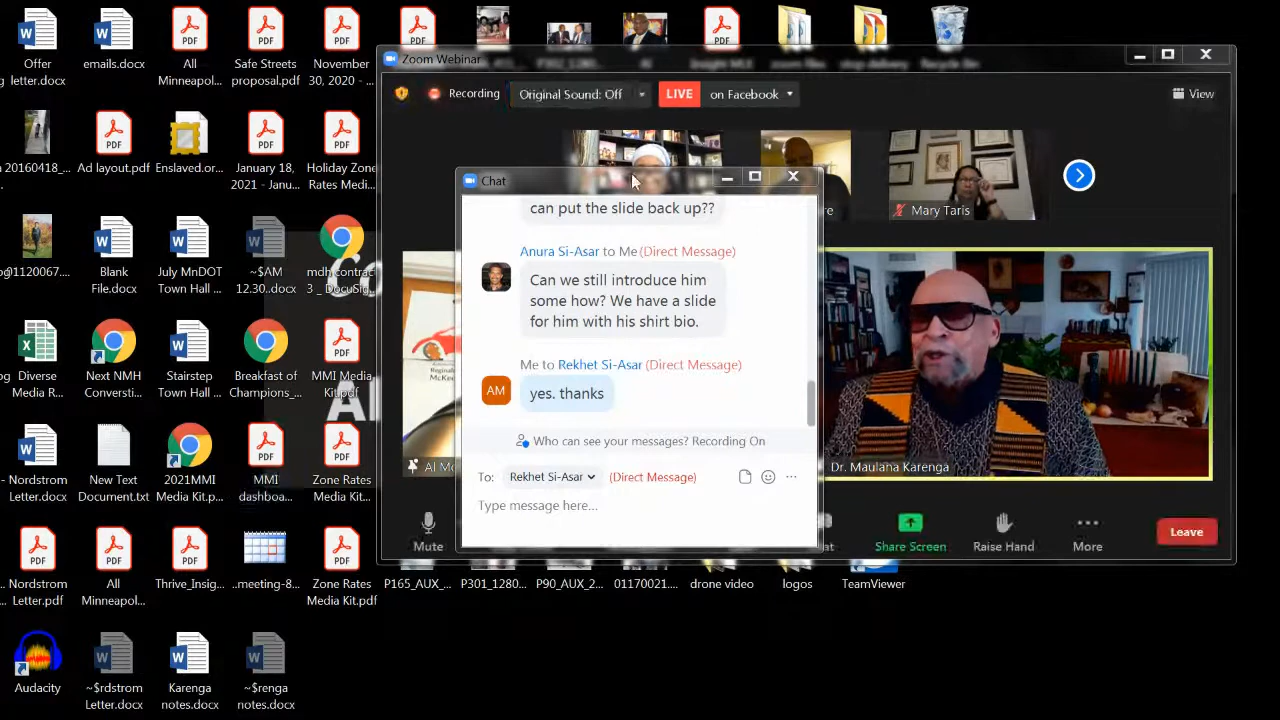 Offer
letter.docx
emails.docx
All
Minneapol...
Safe Streets
proposal.pdf
November
30, 2020 -...
PDF
Zoom Webinar
Recording
Original Sound: Off
LIVE
on Facebook
View
20160418_...
Ad layout.pdf
Enslaved.or...
January 18,
2021 - Janu...
Holiday Zone
Rates Medi...
Mary Taris
Chat
can put the slide back up??
Anura Si-Asar to Me (Direct Message)
Can we still introduce him
some how? We have a slide
for him with his shirt bio.
Me to Rekhet Si-Asar (Direct Message)
AM
yes. thanks
Who can see your messages? Recording On
To: Rekhet Si-Asar (Direct Message)
Type message here...
Blank
File.docx
July MnDOT
Town Hall ...
~$AM
12.30..docx
mdh contract
3 _ DocuSig...
Diverse
Media R...
Next NMH
Conversti...
Stairstep
Town Hall ...
Breakfast of
Champions_...
MMI Media
Kit.pdf
Dr. Maulana Karenga
Nordstrom
Letter.docx
New Text
Document.txt
2021MMI
Media Kit.p...
MMI
dashboa...
Zone Rates
Media Kit...
Mute
Share Screen
Raise Hand
More
Leave
Nordstrom
Letter.pdf
All
Minneapol...
Thrive_Insig...
..meeting-8...
Zone Rates
Media Kit.pdf
P165_AUX_...
P301_1280...
P90_AUX_2...
01170021...
drone video
logos
TeamViewer
Audacity
~$rdstrom
Letter.docx
Karenga
notes.docx
~$renga
notes.docx